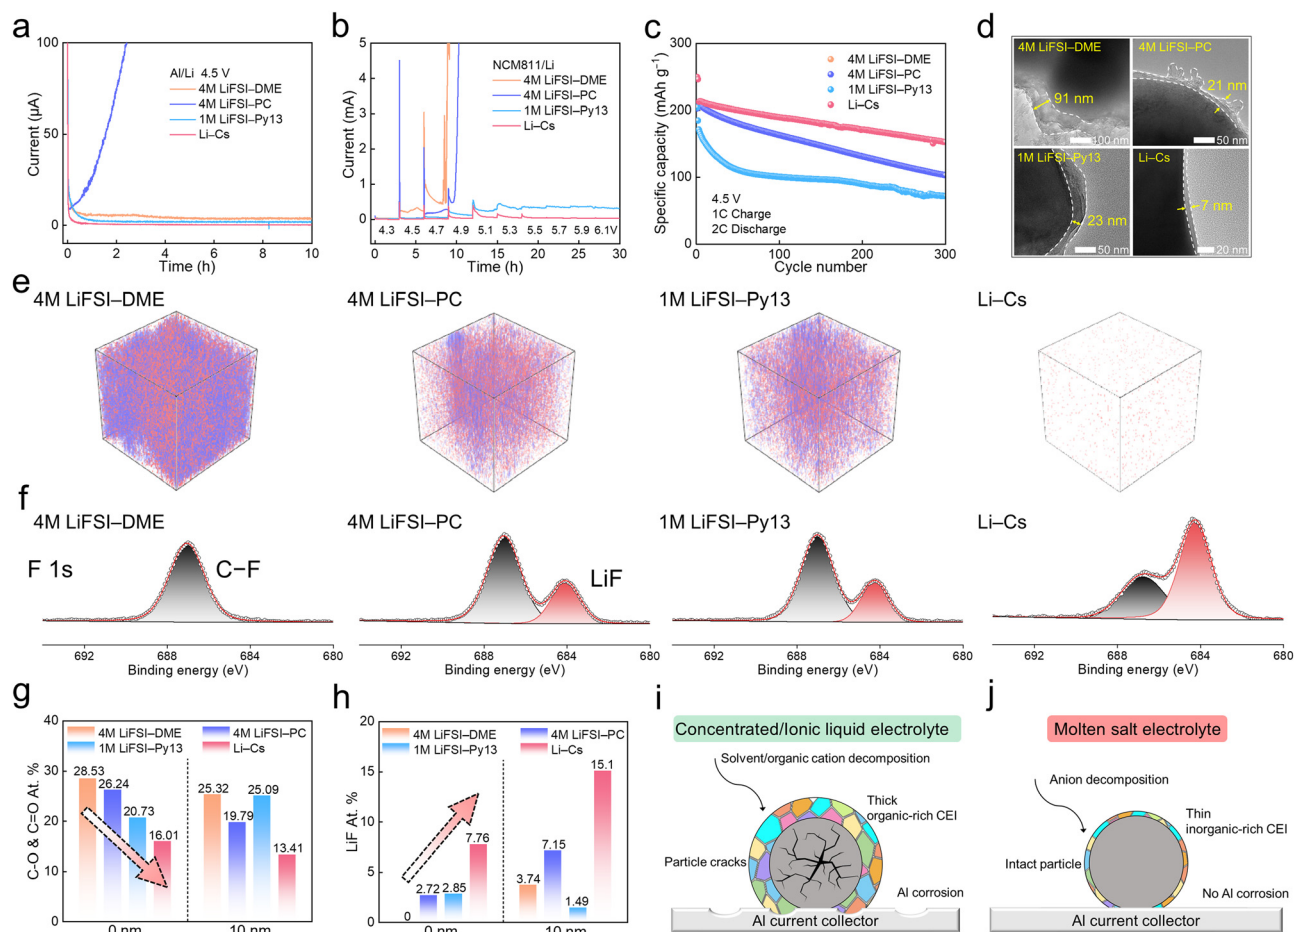 a
100
50
0
Current (µA)
Al/Li 4.5 V
4M LiFSI–DME
4M LiFSI–PC
1M LiFSI–Py13
Li–Cs
0 2 4 6 8 10
Time (h)
b
5
4
3
2
1
0
Current (mA)
NCM811/Li
4M LiFSI–DME
4M LiFSI–PC
1M LiFSI–Py13
Li–Cs
4.3 4.5 4.7 4.9 5.1 5.3 5.5 5.7 5.9 6.1V
0 5 10 15 20 25 30
Time (h)
c
300
200
100
0
Specific capacity (mAh g⁻¹)
4M LiFSI–DME
4M LiFSI–PC
1M LiFSI–Py13
Li–Cs
4.5 V
1C Charge
2C Discharge
0 100 200 300
Cycle number
d
4M LiFSI–DME
91 nm
100 nm
4M LiFSI–PC
21 nm
50 nm
1M LiFSI–Py13
23 nm
50 nm
Li–Cs
7 nm
20 nm
e
4M LiFSI–DME
4M LiFSI–PC
1M LiFSI–Py13
Li–Cs
f
4M LiFSI–DME
F 1s
C–F
692 688 684 680
Binding energy (eV)
4M LiFSI–PC
LiF
692 688 684 680
Binding energy (eV)
1M LiFSI–Py13
692 688 684 680
Binding energy (eV)
Li–Cs
692 688 684 680
Binding energy (eV)
g
40
30
20
10
0
C-O & C=O At. %
4M LiFSI–DME
4M LiFSI–PC
1M LiFSI–Py13
Li–Cs
28.53
26.24
20.73
16.01
25.32
19.79
25.09
13.41
0 nm
10 nm
h
20
15
10
5
0
LiF At. %
4M LiFSI–DME
4M LiFSI–PC
1M LiFSI–Py13
Li–Cs
0
2.72
2.85
7.76
3.74
7.15
1.49
15.1
0 nm
10 nm
i
Concentrated/Ionic liquid electrolyte
Solvent/organic cation decomposition
Thick
organic-rich CEI
Particle cracks
Al corrosion
Al current collector
j
Molten salt electrolyte
Anion decomposition
Thin
inorganic-rich CEI
Intact particle
No Al corrosion
Al current collector